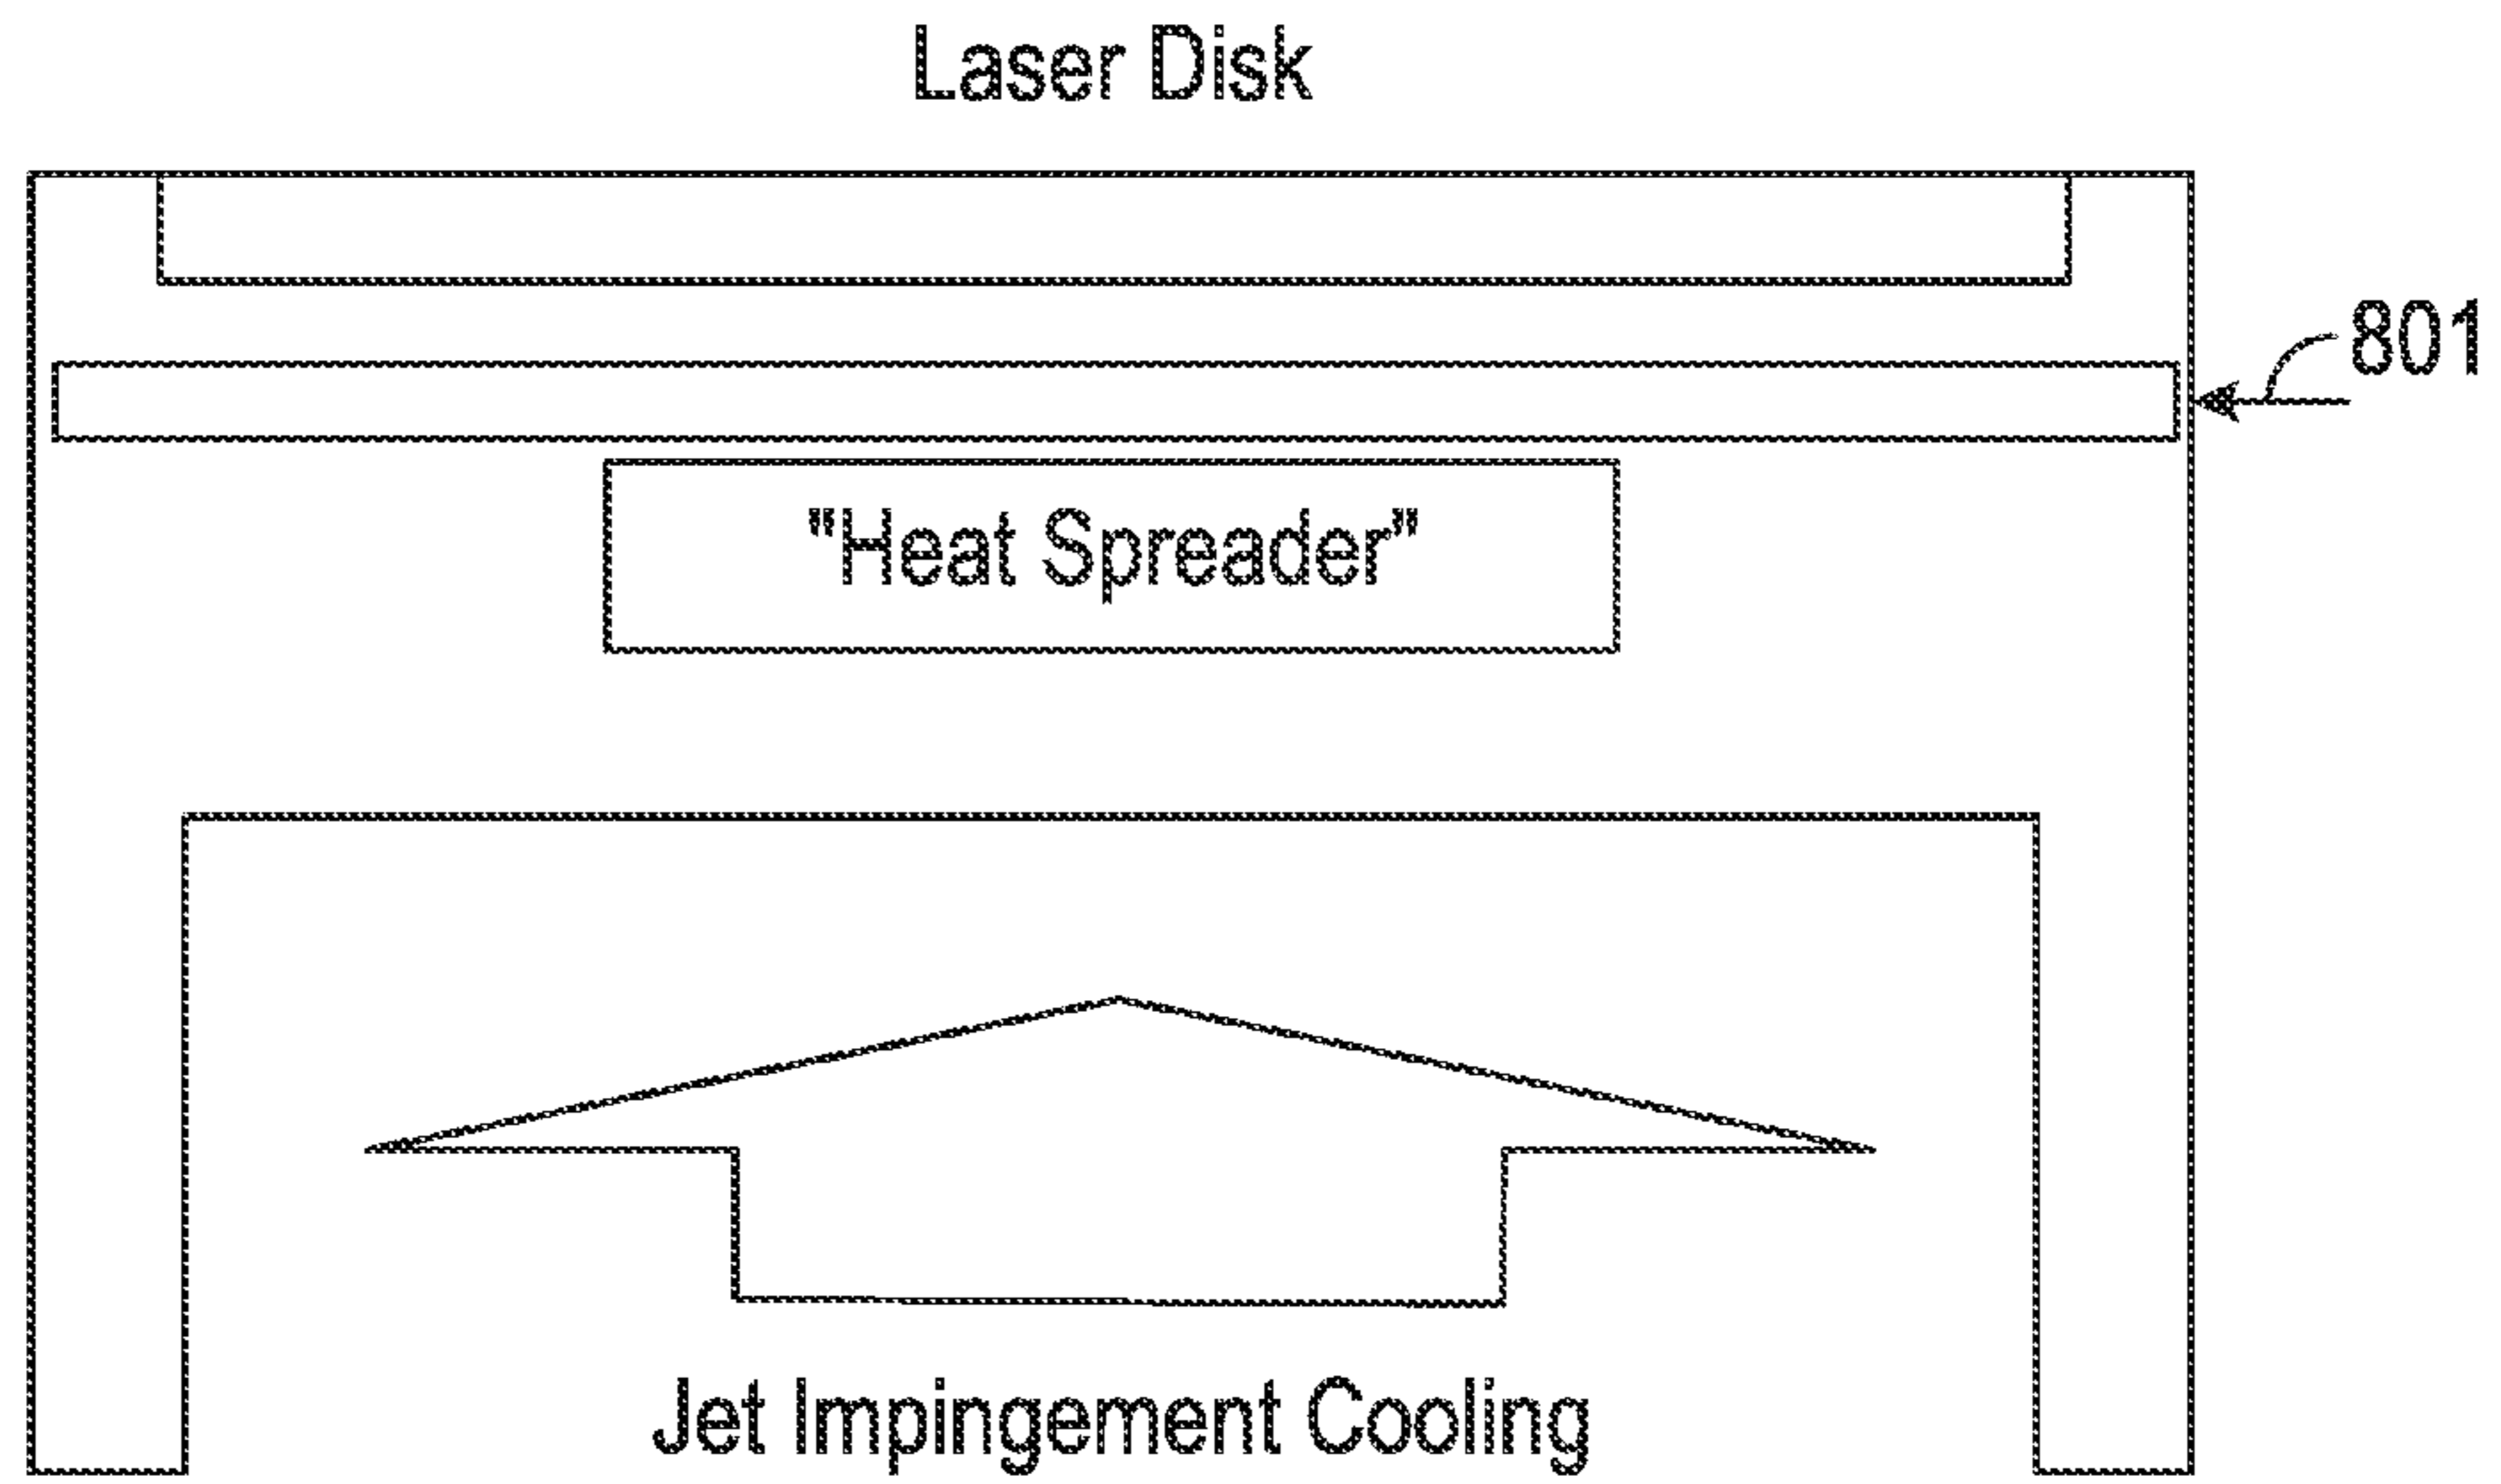 Laser Disk
801
"Heat Spreader"
Jet Impingement Cooling